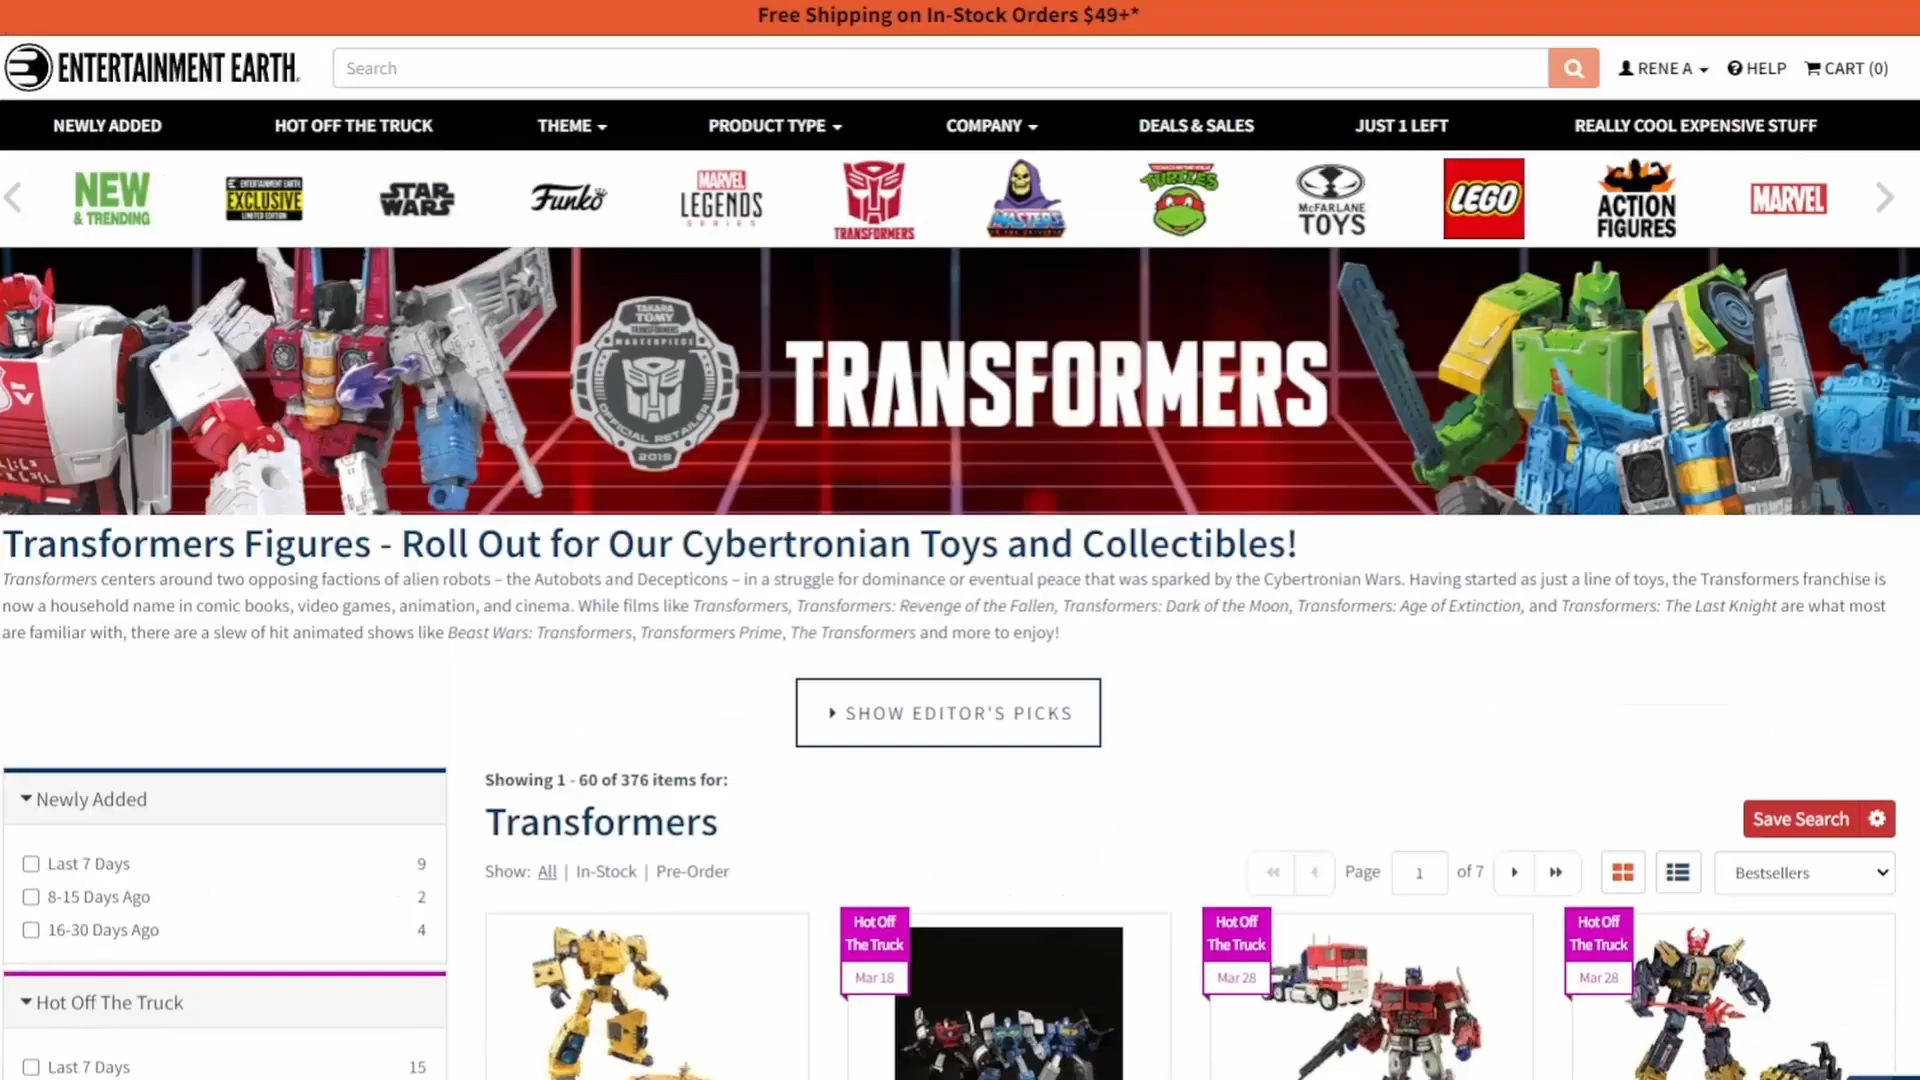 Free Shipping on In-Stock Orders $49+*
ENTERTAINMENT EARTH
Search
RENE A
HELP
CART (0)
NEWLY ADDED
HOT OFF THE TRUCK
THEME
PRODUCT TYPE
COMPANY
DEALS & SALES
JUST 1 LEFT
REALLY COOL EXPENSIVE STUFF
NEW
& TRENDING
ENTERTAINMENT EARTH
EXCLUSIVE
LIMITED EDITION
STAR
WARS
Funko
MARVEL
LEGENDS
SERIES
TRANSFORMERS
MASTERS
TURTLES
McFARLANE
TOYS
LEGO
ACTION
FIGURES
MARVEL
TAKARA
TOMY
TRANSFORMERS
MASTERPIECE
OFFICIAL RETAILER
2019
TRANSFORMERS
Transformers Figures - Roll Out for Our Cybertronian Toys and Collectibles!
Transformers centers around two opposing factions of alien robots – the Autobots and Decepticons – in a struggle for dominance or eventual peace that was sparked by the Cybertronian Wars. Having started as just a line of toys, the Transformers franchise is
now a household name in comic books, video games, animation, and cinema. While films like Transformers, Transformers: Revenge of the Fallen, Transformers: Dark of the Moon, Transformers: Age of Extinction, and Transformers: The Last Knight are what most
are familiar with, there are a slew of hit animated shows like Beast Wars: Transformers, Transformers Prime, The Transformers and more to enjoy!
SHOW EDITOR'S PICKS
Newly Added
Last 7 Days 9
8-15 Days Ago 2
16-30 Days Ago 4
Hot Off The Truck
Last 7 Days 15
Showing 1 - 60 of 376 items for:
Transformers
Save Search
Show: All | In-Stock | Pre-Order
Page 1 of 7
Bestsellers
Hot Off
The Truck
Mar 18
Hot Off
The Truck
Mar 28
Hot Off
The Truck
Mar 28